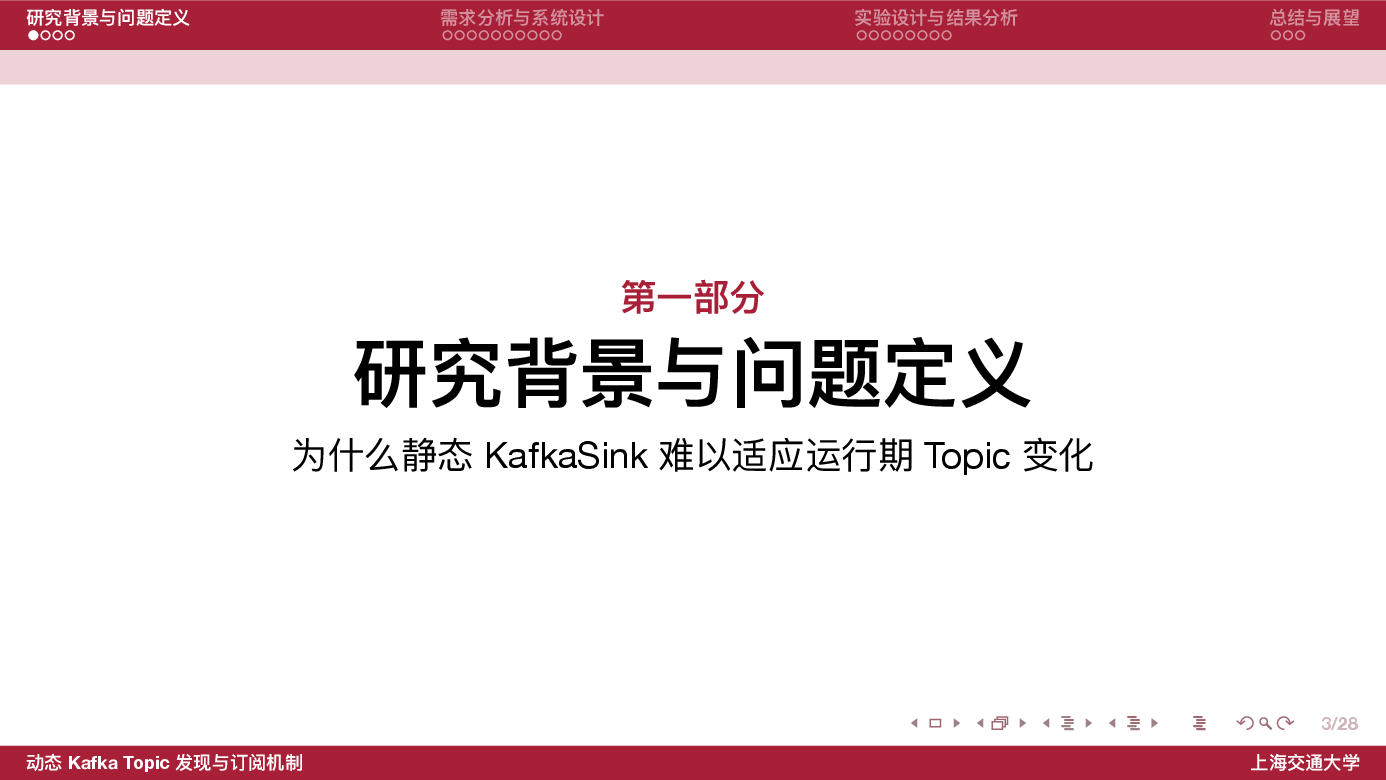 研究背景与问题定义
需求分析与系统设计
实验设计与结果分析
总结与展望
第一部分
研究背景与问题定义
为什么静态 KafkaSink 难以适应运行期 Topic 变化
3/28
动态 Kafka Topic 发现与订阅机制
上海交通大学